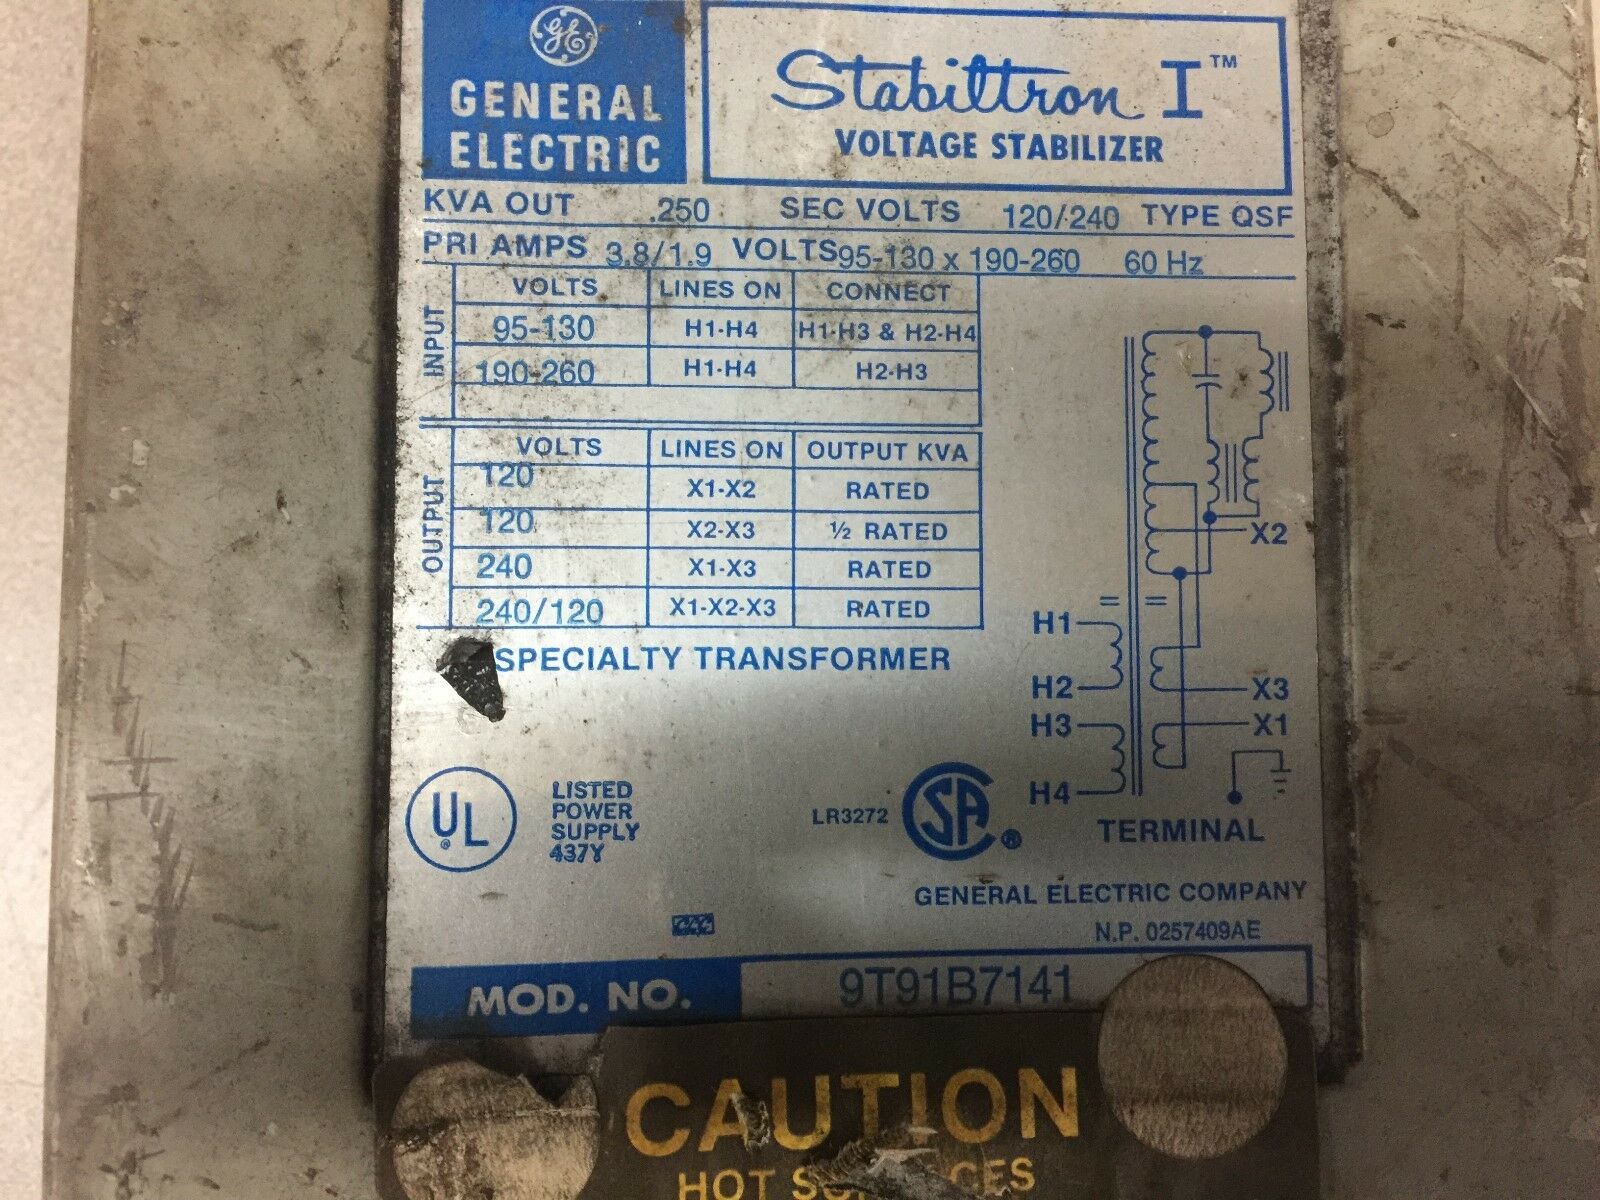 GE
GENERAL
ELECTRIC
Stabiltron I™
VOLTAGE STABILIZER
KVA OUT .250 SEC VOLTS 120/240 TYPE QSF
PRI AMPS 3.8/1.9 VOLTS 95-130 x 190-260 60 Hz
INPUT
VOLTS LINES ON CONNECT
95-130 H1-H4 H1-H3 & H2-H4
190-260 H1-H4 H2-H3
OUTPUT
VOLTS LINES ON OUTPUT KVA
120 X1-X2 RATED
120 X2-X3 ½ RATED
240 X1-X3 RATED
240/120 X1-X2-X3 RATED
X2
H1
H2 X3
H3 X1
H4
TERMINAL
SPECIALTY TRANSFORMER
UL ®
LISTED
POWER
SUPPLY
437Y
LR3272
SA ®
GENERAL ELECTRIC COMPANY
N.P. 0257409AE
MOD. NO. 9T91B7141
CAUTION
HOT